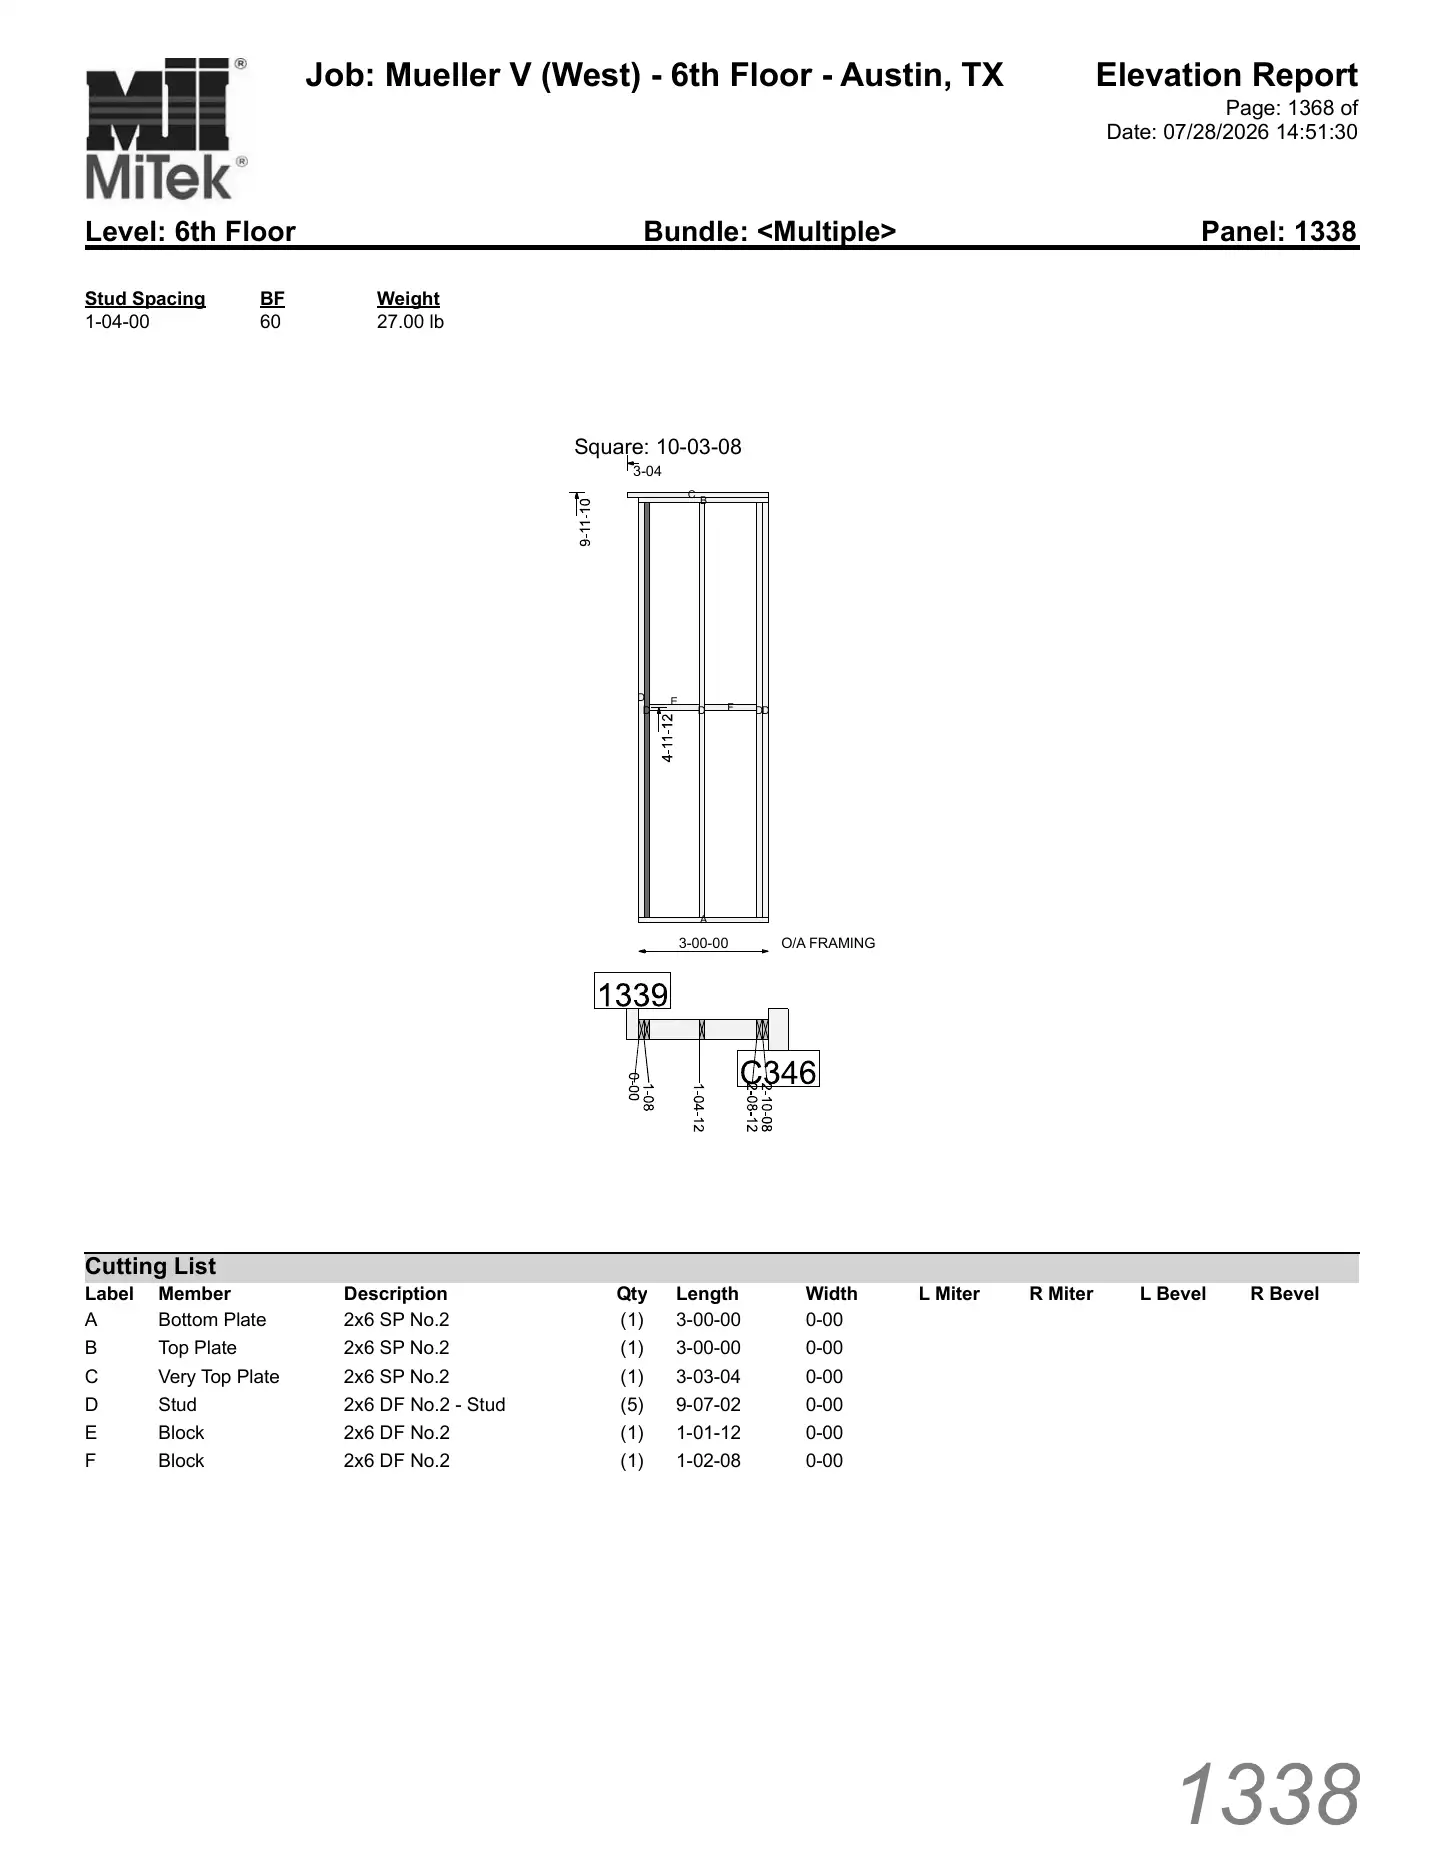 MiTek®
Job: Mueller V (West) - 6th Floor - Austin, TX
Elevation Report
Page: 1368 of
Date: 07/28/2026 14:51:30
Level: 6th Floor Bundle: <Multiple> Panel: 1338
Stud Spacing BF Weight
1-04-00 60 27.00 lb
Square: 10-03-08
3-04
C
B
9-11-10
D
F
D
D
F
D
D
4-11-12
A
3-00-00 O/A FRAMING
1339
C346
0-00
1-08
1-04-12
2-08-12
2-10-08
Cutting List
Label Member Description Qty Length Width L Miter R Miter L Bevel R Bevel
A Bottom Plate 2x6 SP No.2 (1) 3-00-00 0-00
B Top Plate 2x6 SP No.2 (1) 3-00-00 0-00
C Very Top Plate 2x6 SP No.2 (1) 3-03-04 0-00
D Stud 2x6 DF No.2 - Stud (5) 9-07-02 0-00
E Block 2x6 DF No.2 (1) 1-01-12 0-00
F Block 2x6 DF No.2 (1) 1-02-08 0-00
1338